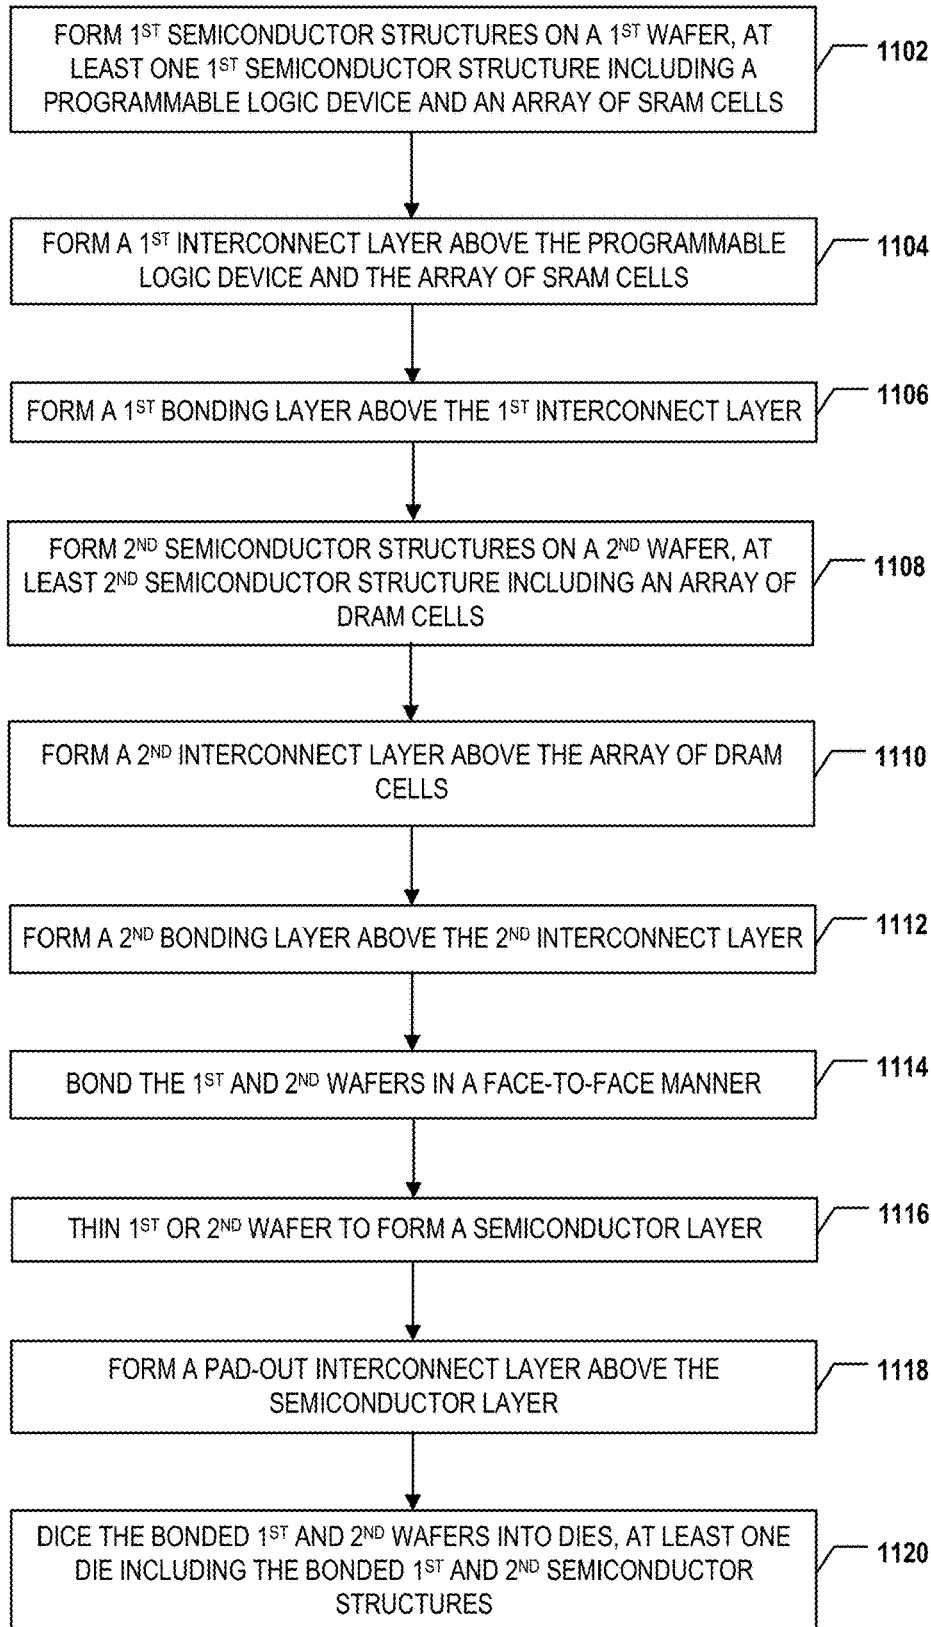 FORM 1ST SEMICONDUCTOR STRUCTURES ON A 1ST WAFER, AT
LEAST ONE 1ST SEMICONDUCTOR STRUCTURE INCLUDING A
PROGRAMMABLE LOGIC DEVICE AND AN ARRAY OF SRAM CELLS
1102
FORM A 1ST INTERCONNECT LAYER ABOVE THE PROGRAMMABLE
LOGIC DEVICE AND THE ARRAY OF SRAM CELLS
1104
FORM A 1ST BONDING LAYER ABOVE THE 1ST INTERCONNECT LAYER
1106
FORM 2ND SEMICONDUCTOR STRUCTURES ON A 2ND WAFER, AT
LEAST 2ND SEMICONDUCTOR STRUCTURE INCLUDING AN ARRAY OF
DRAM CELLS
1108
FORM A 2ND INTERCONNECT LAYER ABOVE THE ARRAY OF DRAM
CELLS
1110
FORM A 2ND BONDING LAYER ABOVE THE 2ND INTERCONNECT LAYER
1112
BOND THE 1ST AND 2ND WAFERS IN A FACE-TO-FACE MANNER
1114
THIN 1ST OR 2ND WAFER TO FORM A SEMICONDUCTOR LAYER
1116
FORM A PAD-OUT INTERCONNECT LAYER ABOVE THE
SEMICONDUCTOR LAYER
1118
DICE THE BONDED 1ST AND 2ND WAFERS INTO DIES, AT LEAST ONE
DIE INCLUDING THE BONDED 1ST AND 2ND SEMICONDUCTOR
STRUCTURES
1120